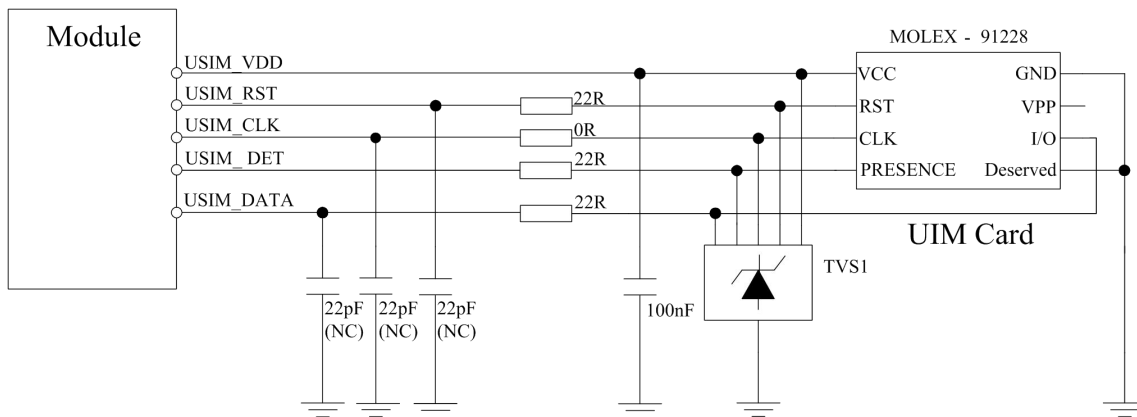 Module
MOLEX - 91228
USIM_VDD
VCC
GND
USIM_RST
22R
RST
VPP
USIM_CLK
0R
CLK
I/O
USIM_ DET
22R
PRESENCE
Deserved
USIM_DATA
22R
UIM Card
TVS1
22pF
(NC)
22pF
(NC)
22pF
(NC)
100nF